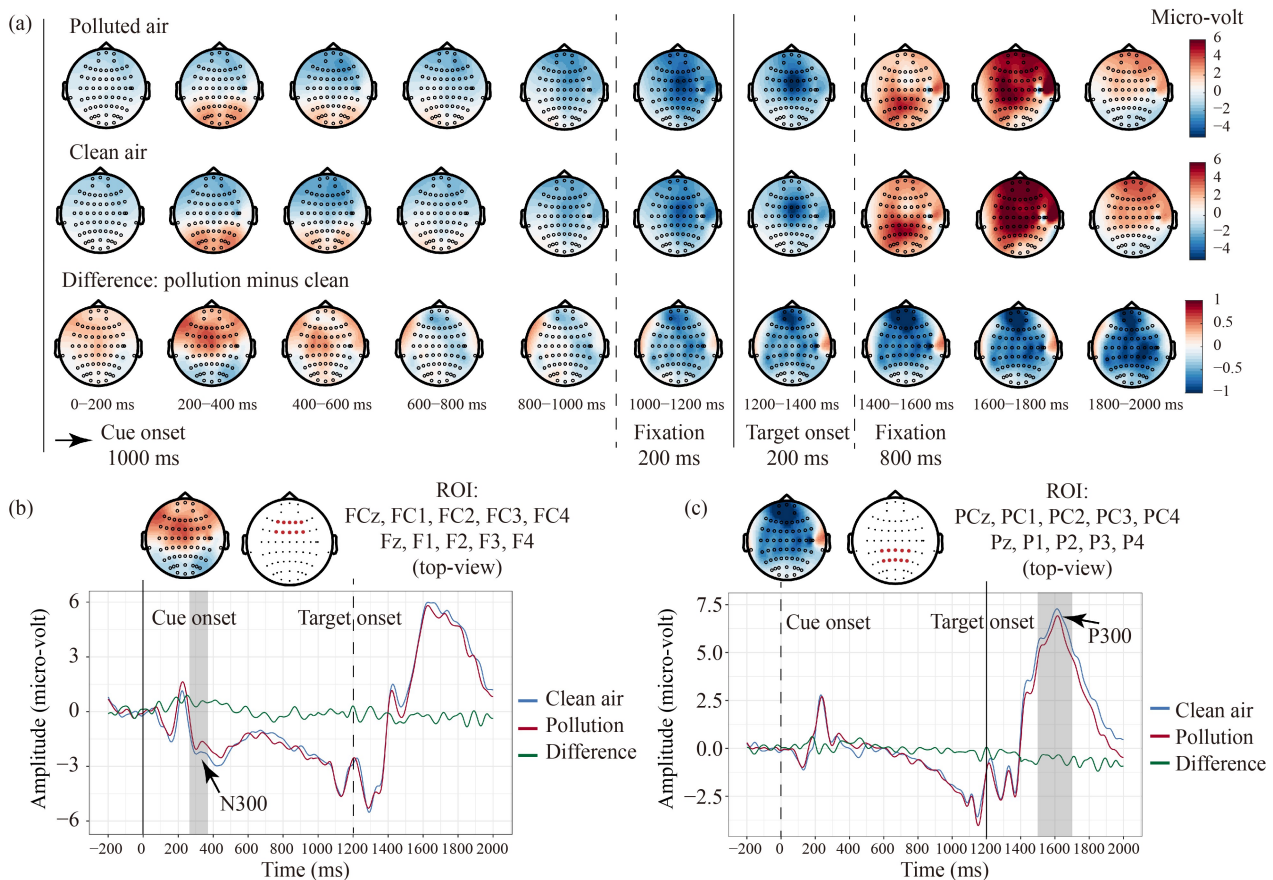 (a)
Polluted air
Micro-volt
6
4
2
0
−2
−4
Clean air
6
4
2
0
−2
−4
Difference: pollution minus clean
1
0.5
0
−0.5
−1
0−200 ms 200−400 ms 400−600 ms 600−800 ms 800−1000 ms 1000−1200 ms 1200−1400 ms 1400−1600 ms 1600−1800 ms 1800−2000 ms
Cue onset Fixation Target onset Fixation
1000 ms 200 ms 200 ms 800 ms
(b)
ROI:
FCz, FC1, FC2, FC3, FC4
Fz, F1, F2, F3, F4
(top-view)
Cue onset Target onset
6
3
0
−3
−6
Amplitude (micro-volt)
N300
Clean air
Pollution
Difference
−200 0 200 400 600 800 1000 1200 1400 1600 1800 2000
Time (ms)
(c)
ROI:
PCz, PC1, PC2, PC3, PC4
Pz, P1, P2, P3, P4
(top-view)
Cue onset Target onset
P300
7.5
5.0
2.5
0.0
−2.5
Amplitude (micro-volt)
Clean air
Pollution
Difference
−200 0 200 400 600 800 1000 1200 1400 1600 1800 2000
Time (ms)